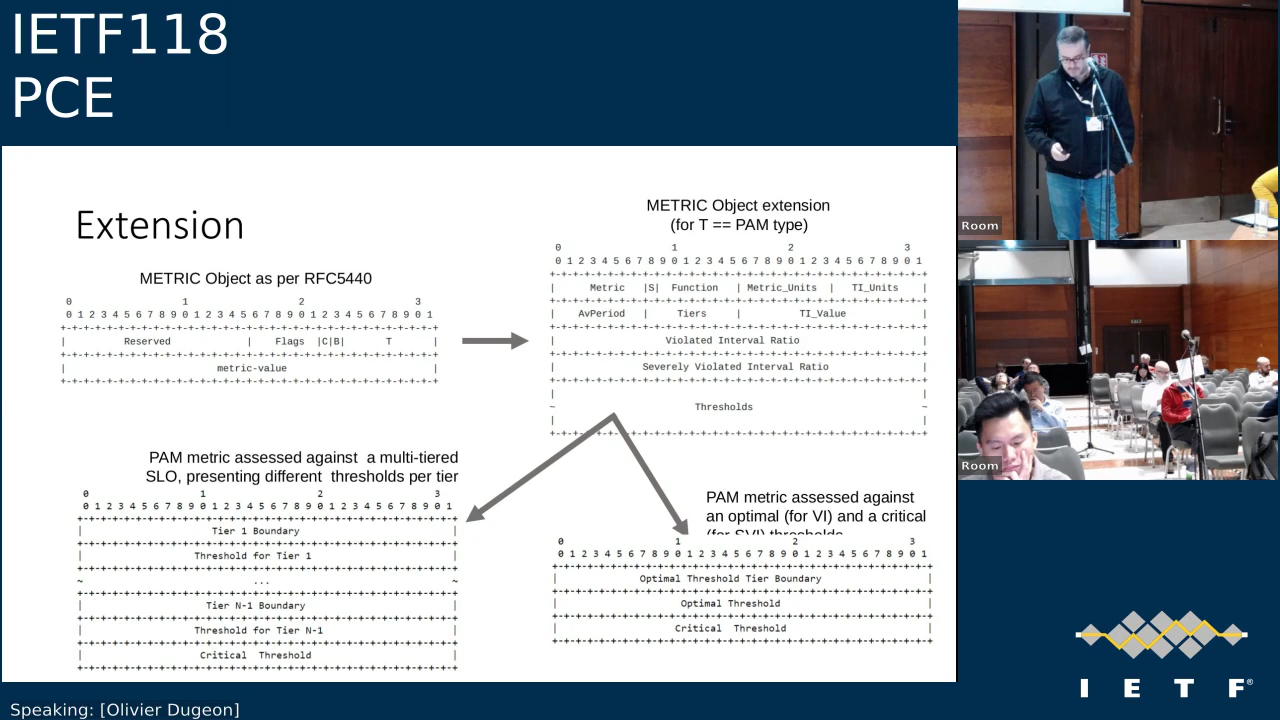 IETF118
PCE
Extension
METRIC Object as per RFC5440
0 1 2 3
0 1 2 3 4 5 6 7 8 9 0 1 2 3 4 5 6 7 8 9 0 1 2 3 4 5 6 7 8 9 0 1
+-+-+-+-+-+-+-+-+-+-+-+-+-+-+-+-+-+-+-+-+-+-+-+-+-+-+-+-+-+-+-+-+
| Reserved | Flags |C|B| T |
+-+-+-+-+-+-+-+-+-+-+-+-+-+-+-+-+-+-+-+-+-+-+-+-+-+-+-+-+-+-+-+-+
| metric-value |
+-+-+-+-+-+-+-+-+-+-+-+-+-+-+-+-+-+-+-+-+-+-+-+-+-+-+-+-+-+-+-+-+
METRIC Object extension
(for T == PAM type)
0 1 2 3
0 1 2 3 4 5 6 7 8 9 0 1 2 3 4 5 6 7 8 9 0 1 2 3 4 5 6 7 8 9 0 1
+-+-+-+-+-+-+-+-+-+-+-+-+-+-+-+-+-+-+-+-+-+-+-+-+-+-+-+-+-+-+-+-+
| Metric |S| Function | Metric_Units | TI_Units |
+-+-+-+-+-+-+-+-+-+-+-+-+-+-+-+-+-+-+-+-+-+-+-+-+-+-+-+-+-+-+-+-+
| AvPeriod | Tiers | TI_Value |
+-+-+-+-+-+-+-+-+-+-+-+-+-+-+-+-+-+-+-+-+-+-+-+-+-+-+-+-+-+-+-+-+
| Violated Interval Ratio |
+-+-+-+-+-+-+-+-+-+-+-+-+-+-+-+-+-+-+-+-+-+-+-+-+-+-+-+-+-+-+-+-+
| Severely Violated Interval Ratio |
+-+-+-+-+-+-+-+-+-+-+-+-+-+-+-+-+-+-+-+-+-+-+-+-+-+-+-+-+-+-+-+-+
| |
~ Thresholds ~
| |
+-+-+-+-+-+-+-+-+-+-+-+-+-+-+-+-+-+-+-+-+-+-+-+-+-+-+-+-+-+-+-+-+
PAM metric assessed against a multi-tiered
SLO, presenting different thresholds per tier
0 1 2 3
0 1 2 3 4 5 6 7 8 9 0 1 2 3 4 5 6 7 8 9 0 1 2 3 4 5 6 7 8 9 0 1
+-+-+-+-+-+-+-+-+-+-+-+-+-+-+-+-+-+-+-+-+-+-+-+-+-+-+-+-+-+-+-+-+
| Tier 1 Boundary |
+-+-+-+-+-+-+-+-+-+-+-+-+-+-+-+-+-+-+-+-+-+-+-+-+-+-+-+-+-+-+-+-+
| Threshold for Tier 1 |
+-+-+-+-+-+-+-+-+-+-+-+-+-+-+-+-+-+-+-+-+-+-+-+-+-+-+-+-+-+-+-+-+
~ ... ~
+-+-+-+-+-+-+-+-+-+-+-+-+-+-+-+-+-+-+-+-+-+-+-+-+-+-+-+-+-+-+-+-+
| Tier N-1 Boundary |
+-+-+-+-+-+-+-+-+-+-+-+-+-+-+-+-+-+-+-+-+-+-+-+-+-+-+-+-+-+-+-+-+
| Threshold for Tier N-1 |
+-+-+-+-+-+-+-+-+-+-+-+-+-+-+-+-+-+-+-+-+-+-+-+-+-+-+-+-+-+-+-+-+
| Critical Threshold |
+-+-+-+-+-+-+-+-+-+-+-+-+-+-+-+-+-+-+-+-+-+-+-+-+-+-+-+-+-+-+-+-+
PAM metric assessed against
an optimal (for VI) and a critical
(for SVI) thresholds
0 1 2 3
0 1 2 3 4 5 6 7 8 9 0 1 2 3 4 5 6 7 8 9 0 1 2 3 4 5 6 7 8 9 0 1
+-+-+-+-+-+-+-+-+-+-+-+-+-+-+-+-+-+-+-+-+-+-+-+-+-+-+-+-+-+-+-+-+
| Optimal Threshold Tier Boundary |
+-+-+-+-+-+-+-+-+-+-+-+-+-+-+-+-+-+-+-+-+-+-+-+-+-+-+-+-+-+-+-+-+
| Optimal Threshold |
+-+-+-+-+-+-+-+-+-+-+-+-+-+-+-+-+-+-+-+-+-+-+-+-+-+-+-+-+-+-+-+-+
| Critical Threshold |
+-+-+-+-+-+-+-+-+-+-+-+-+-+-+-+-+-+-+-+-+-+-+-+-+-+-+-+-+-+-+-+-+
Room
Room
I E T F®
Speaking: [Olivier Dugeon]